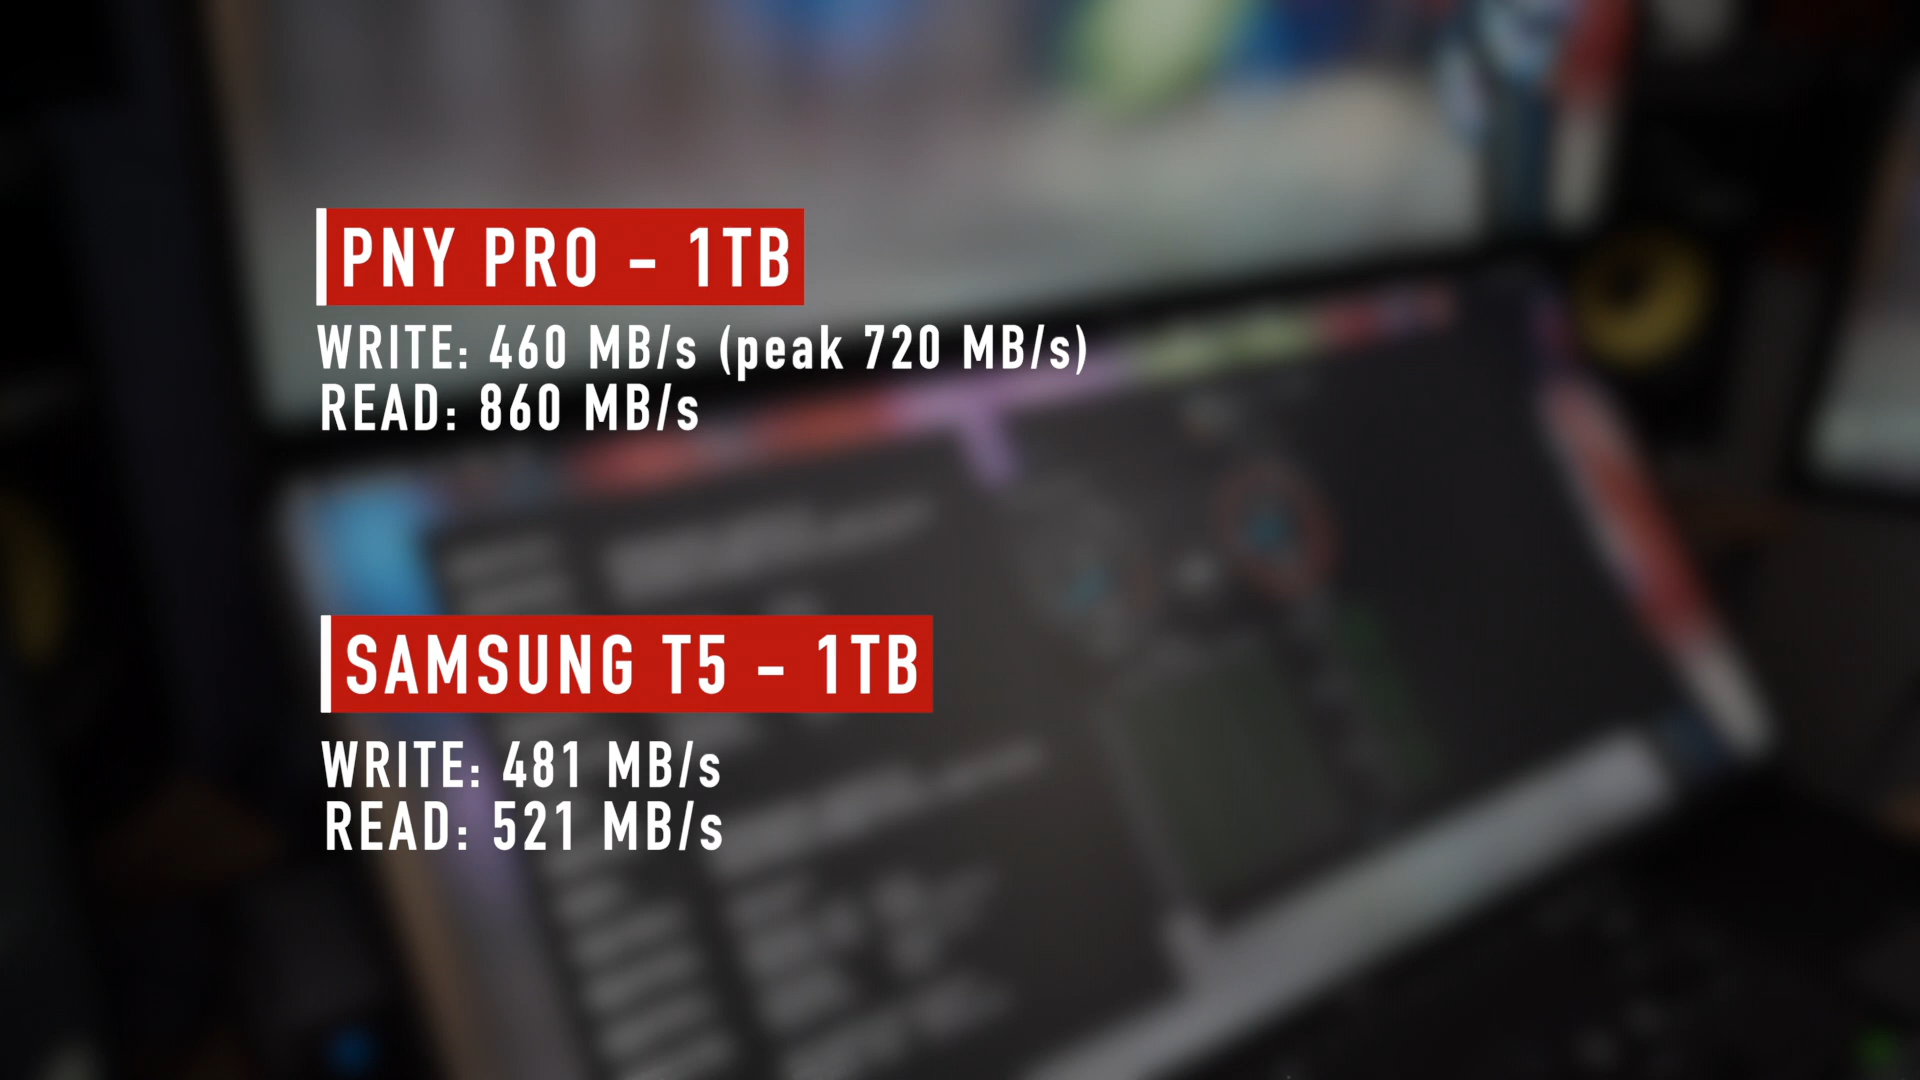 PNY PRO - 1TB
WRITE: 460 MB/s (peak 720 MB/s)
READ: 860 MB/s
SAMSUNG T5 - 1TB
WRITE: 481 MB/s
READ: 521 MB/s